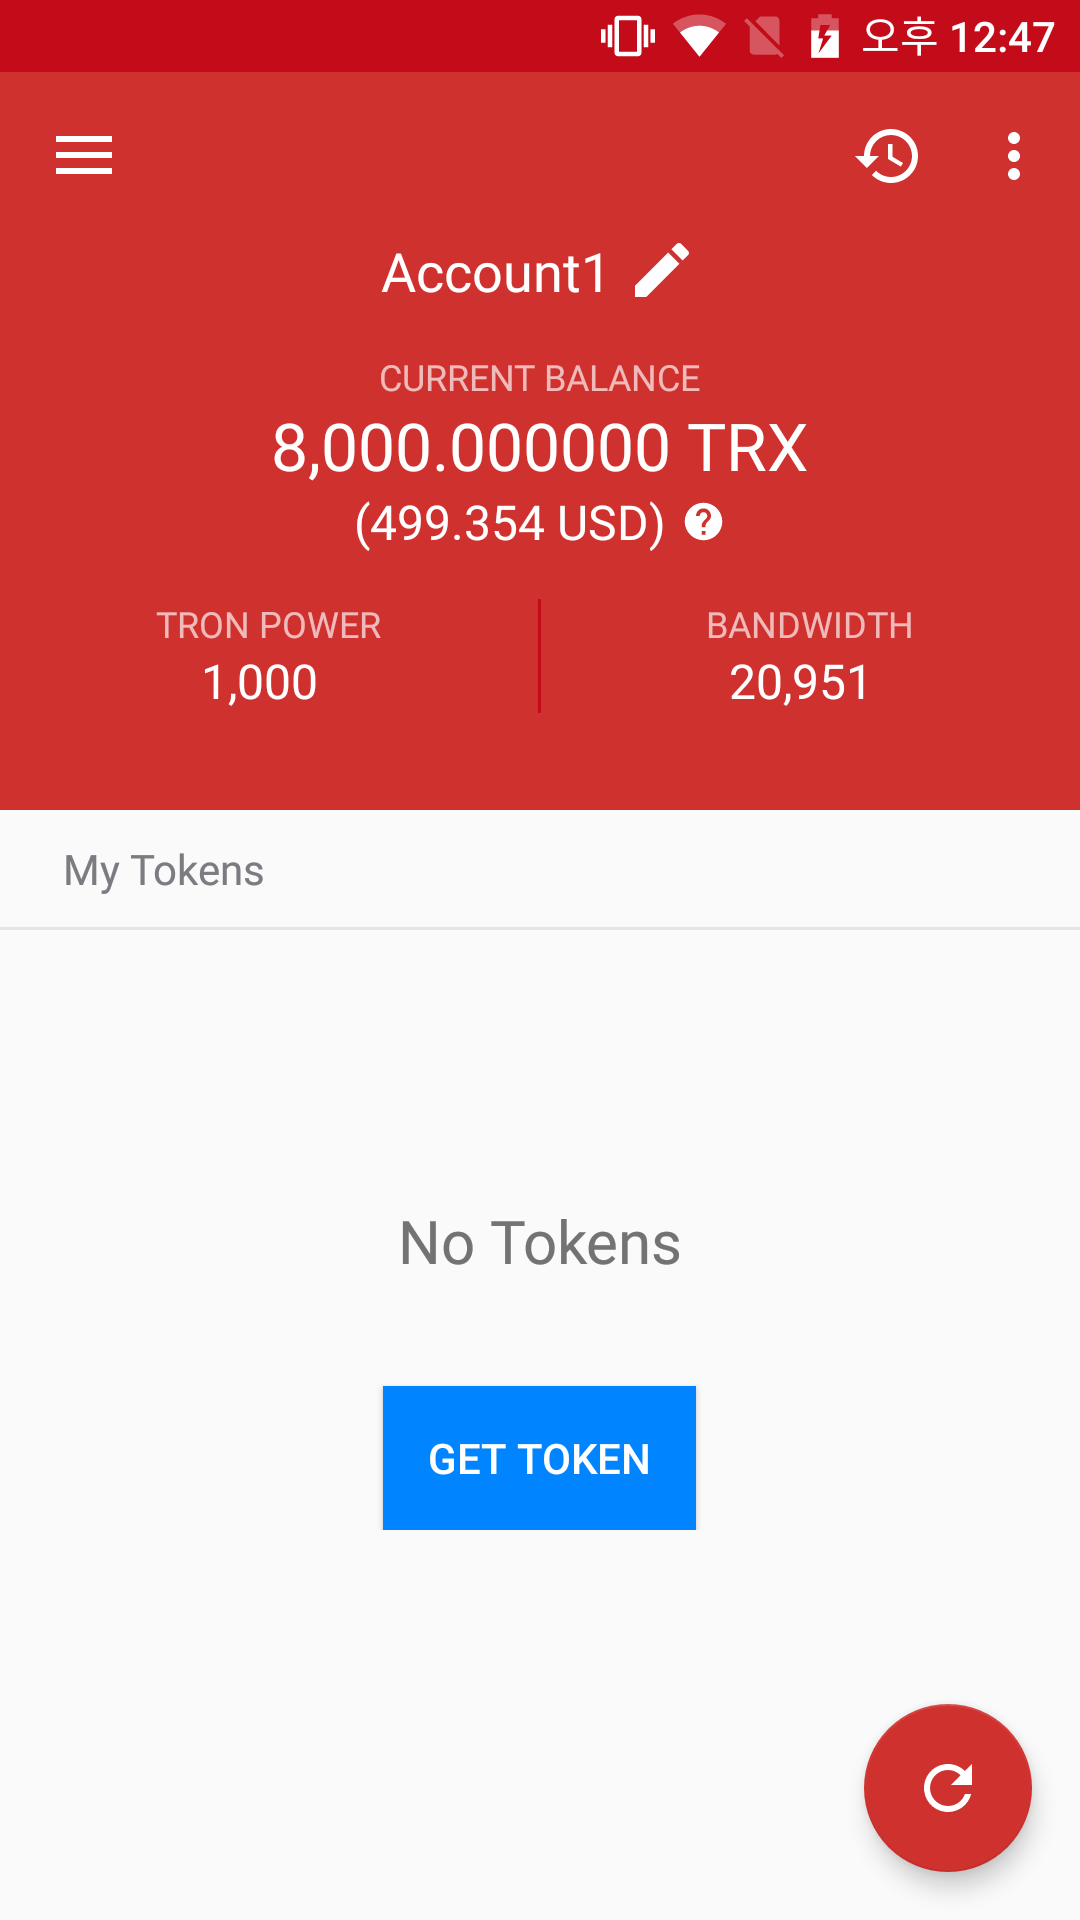 오후 12:47
Account1
CURRENT BALANCE
8,000.000000 TRX
(499.354 USD)
TRON POWER
BANDWIDTH
1,000
20,951
My Tokens
No Tokens
GET TOKEN